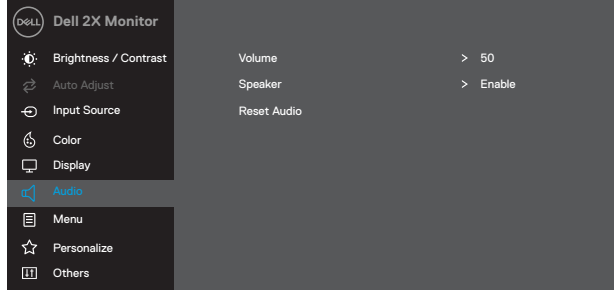 DELL Dell 2X Monitor
Brightness / Contrast Volume > 50
Auto Adjust Speaker > Enable
Input Source Reset Audio
Color
Display
Audio
Menu
Personalize
Others